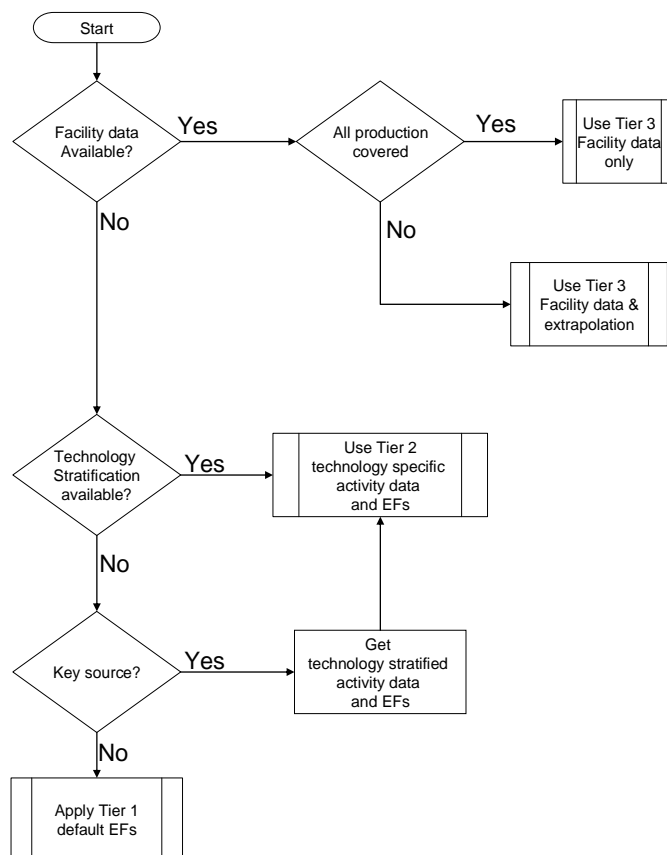 Start
Facility data
Available?
Yes
All production
covered
Yes
Use Tier 3
Facility data
only
No
No
Use Tier 3
Facility data &
extrapolation
Technology
Stratification
available?
Yes
Use Tier 2
technology specific
activity data
and EFs
No
Key source?
Yes
Get
technology stratified
activity data
and EFs
No
Apply Tier 1
default EFs